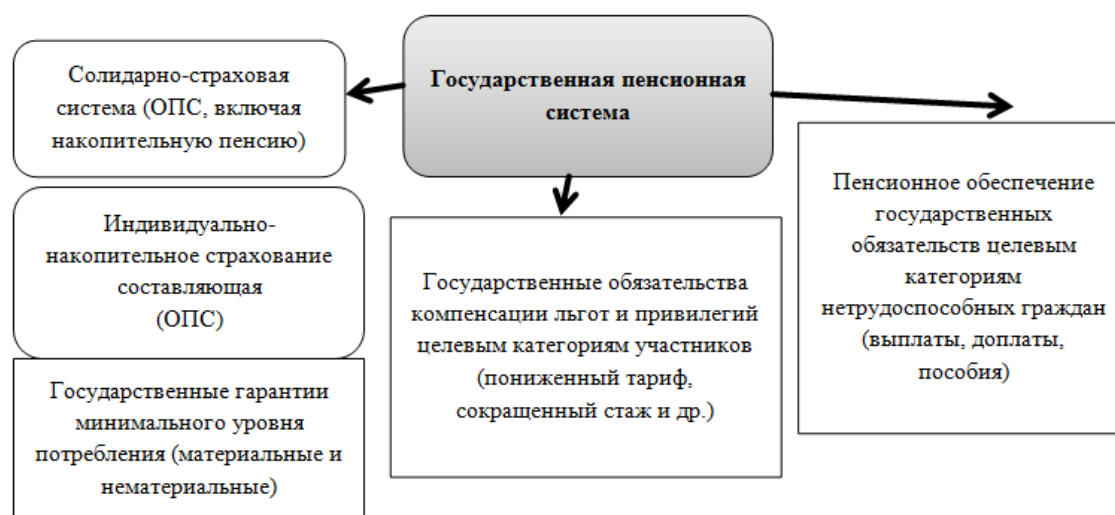 Государственная пенсионная
система
Солидарно-страховая
система (ОПС, включая
накопительную пенсию)
Индивидуально-
накопительное страхование
составляющая
(ОПС)
Государственные гарантии
минимального уровня
потребления (материальные и
нематериальные)
Государственные обязательства
компенсации льгот и привилегий
целевым категориям участников
(пониженный тариф,
сокращенный стаж и др.)
Пенсионное обеспечение
государственных
обязательств целевым
категориям
нетрудоспособных граждан
(выплаты, доплаты,
пособия)